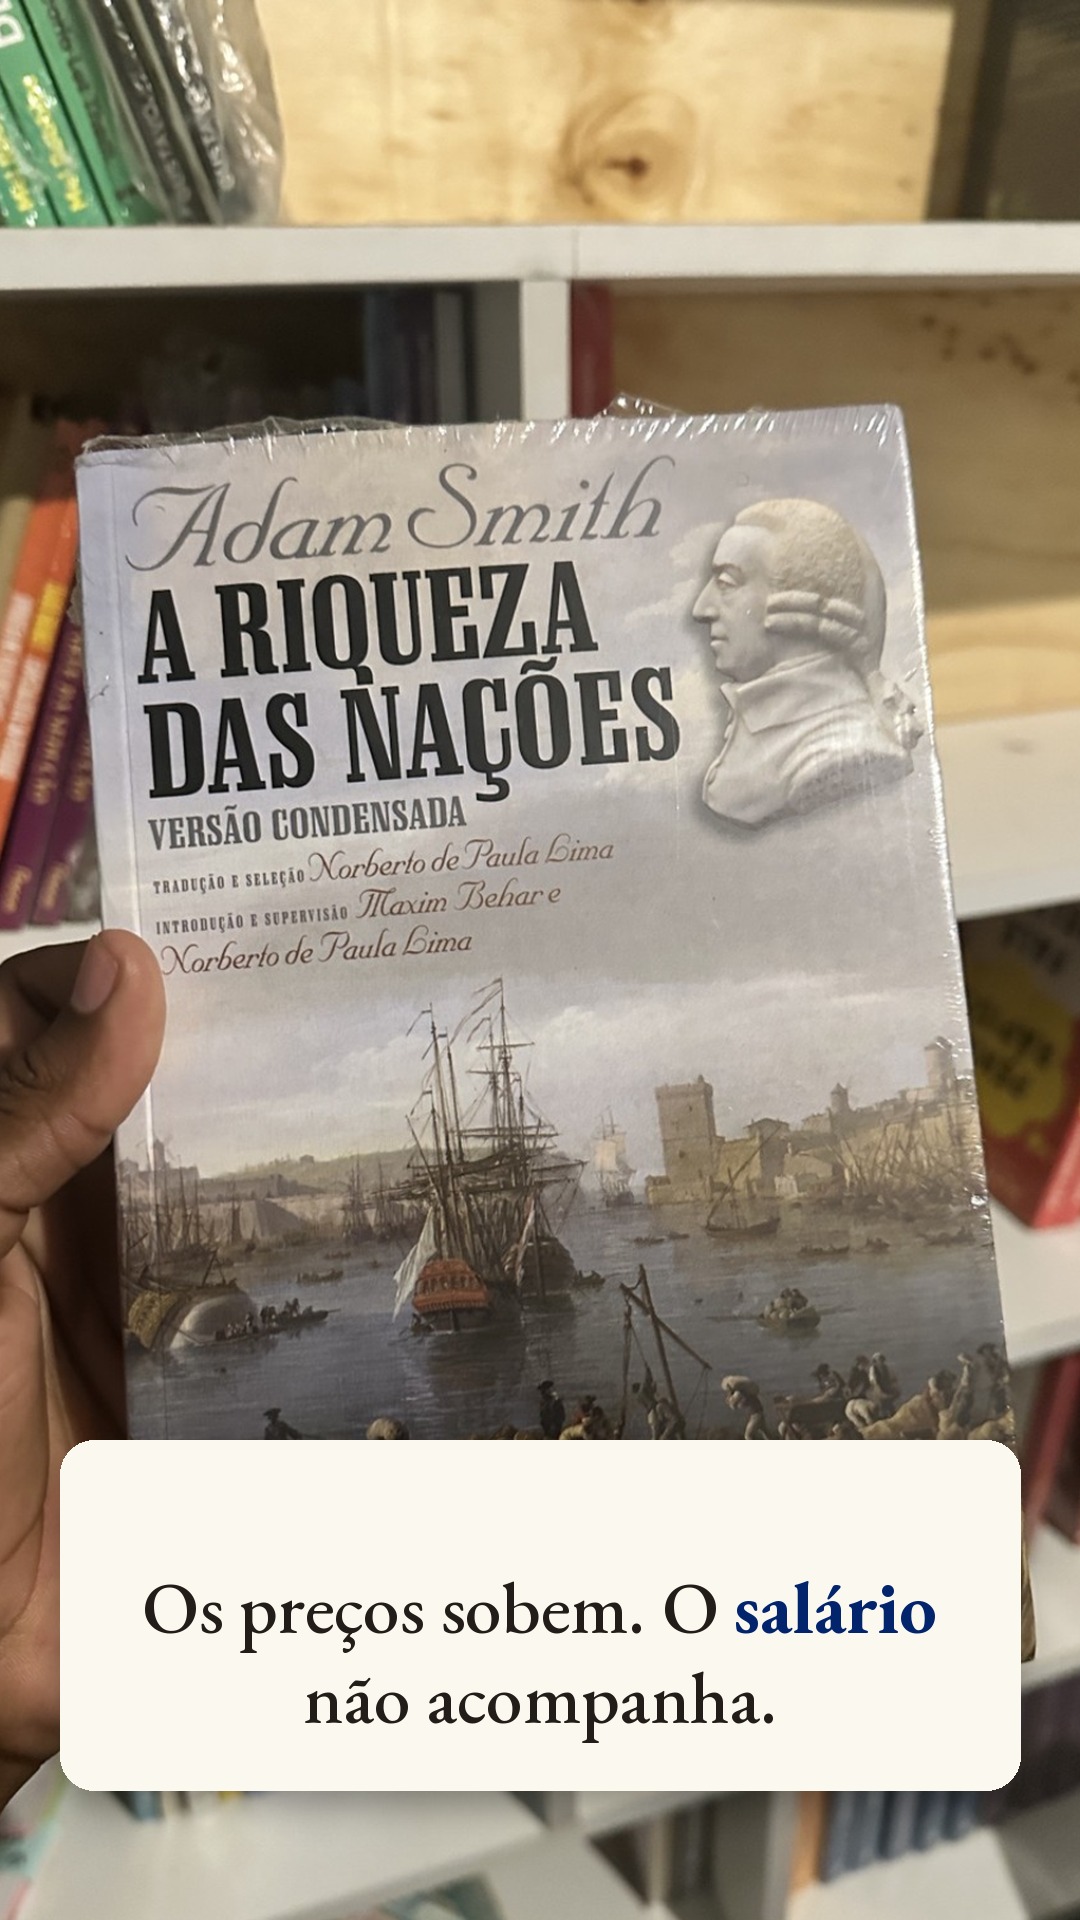 Adam Smith
A RIQUEZA
DAS NAÇÕES
VERSÃO CONDENSADA
TRADUÇÃO E SELEÇÃO Norberto de Paula Lima
INTRODUÇÃO E SUPERVISÃO Maxim Behar e
Norberto de Paula Lima
Os preços sobem. O salário
não acompanha.